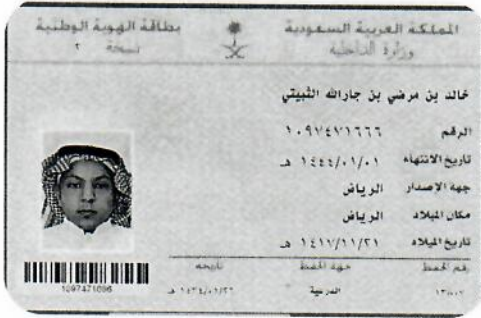 المملكة العربية السعودية
وزارة الداخلية
بطاقة الهوية الوطنية
نسخة ٢
خالد بن مرضي بن جارالله الثبيتي
الرقم ١٠٩٧٤٧١٦٦٦
تاريخ الانتهاء ١٤٤٤/٠١/٠١ هـ
جهة الإصدار الرياض
مكان الميلاد الرياض
تاريخ الميلاد ١٤١٧/١١/٢١ هـ
رقم الحفظ جهة الحفظ تاريخه
الدرعية